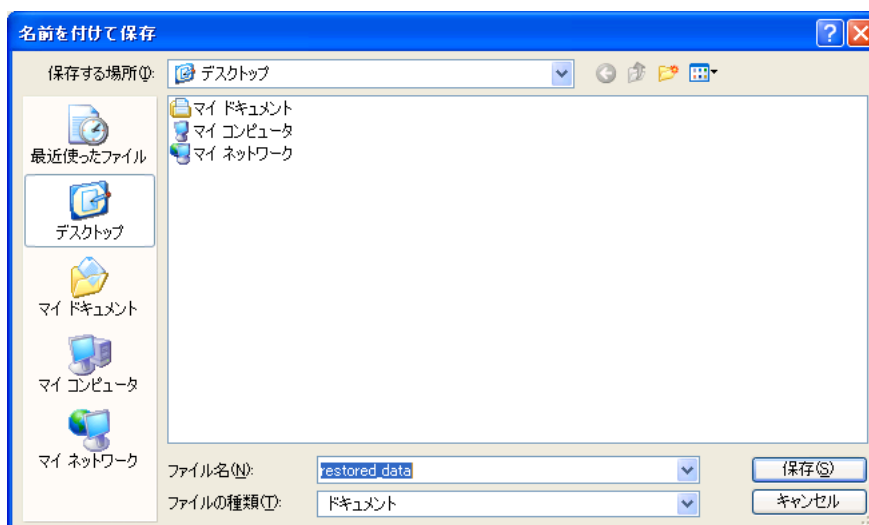 名前を付けて保存
保存する場所(I):
デスクトップ
マイ ドキュメント
マイ コンピュータ
マイ ネットワーク
最近使ったファイル
デスクトップ
マイ ドキュメント
マイ コンピュータ
マイ ネットワーク
ファイル名(N):
restored_data
保存(S)
ファイルの種類(T):
ドキュメント
キャンセル